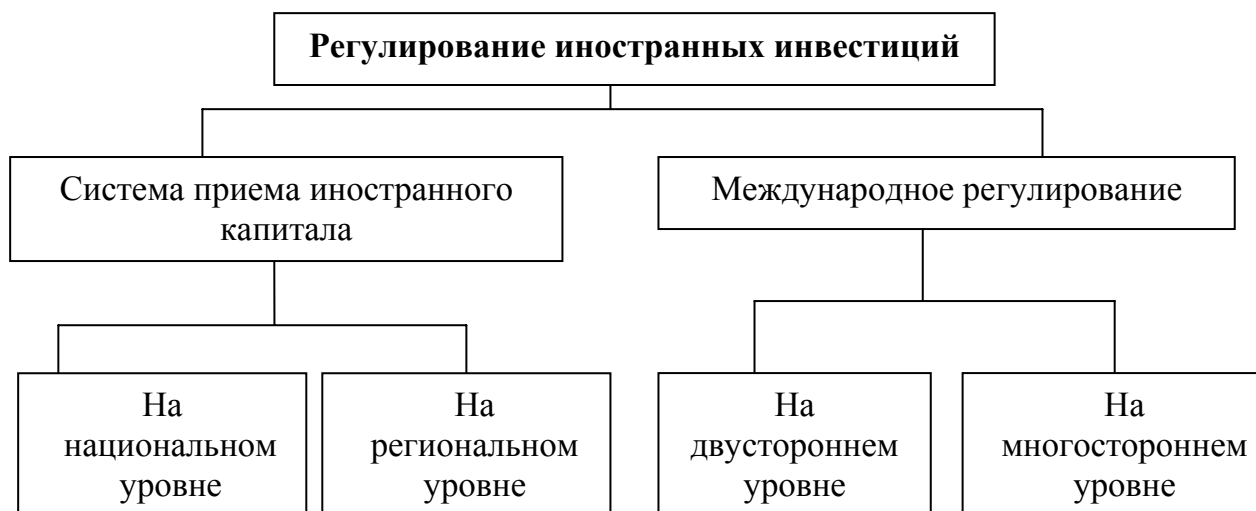 Регулирование иностранных инвестиций
Система приема иностранного
капитала
Международное регулирование
На
национальном
уровне
На
региональном
уровне
На
двустороннем
уровне
На
многостороннем
уровне